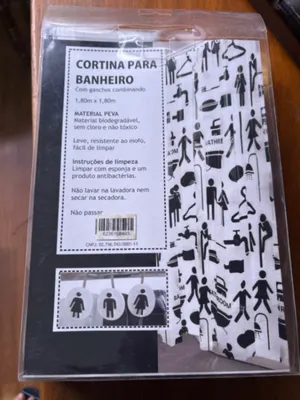 CORTINA PARA
BANHEIRO
Com ganchos combinando
1,80m x 1,80m
MATERIAL PEVA
Material biodegradável,
sem cloro e não tóxico
Leve, resistente ao mofo,
fácil de limpar
Instruções de limpeza
Limpar com esponja e um
produto antibactérias.
Não lavar na lavadora nem
secar na secadora.
Não passar